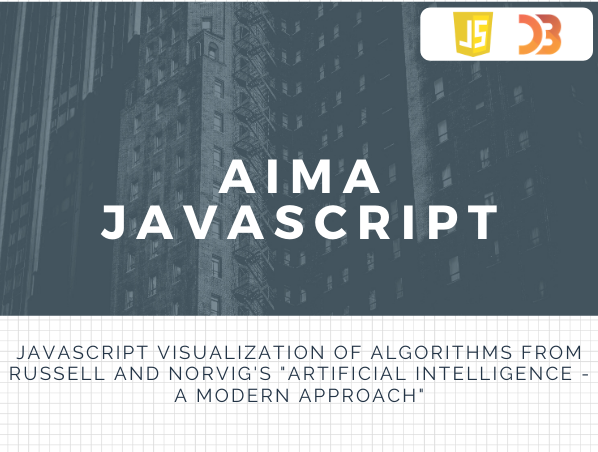 JS D3
AIMA
JAVASCRIPT
JAVASCRIPT VISUALIZATION OF ALGORITHMS FROM
RUSSELL AND NORVIG'S "ARTIFICIAL INTELLIGENCE -
A MODERN APPROACH"